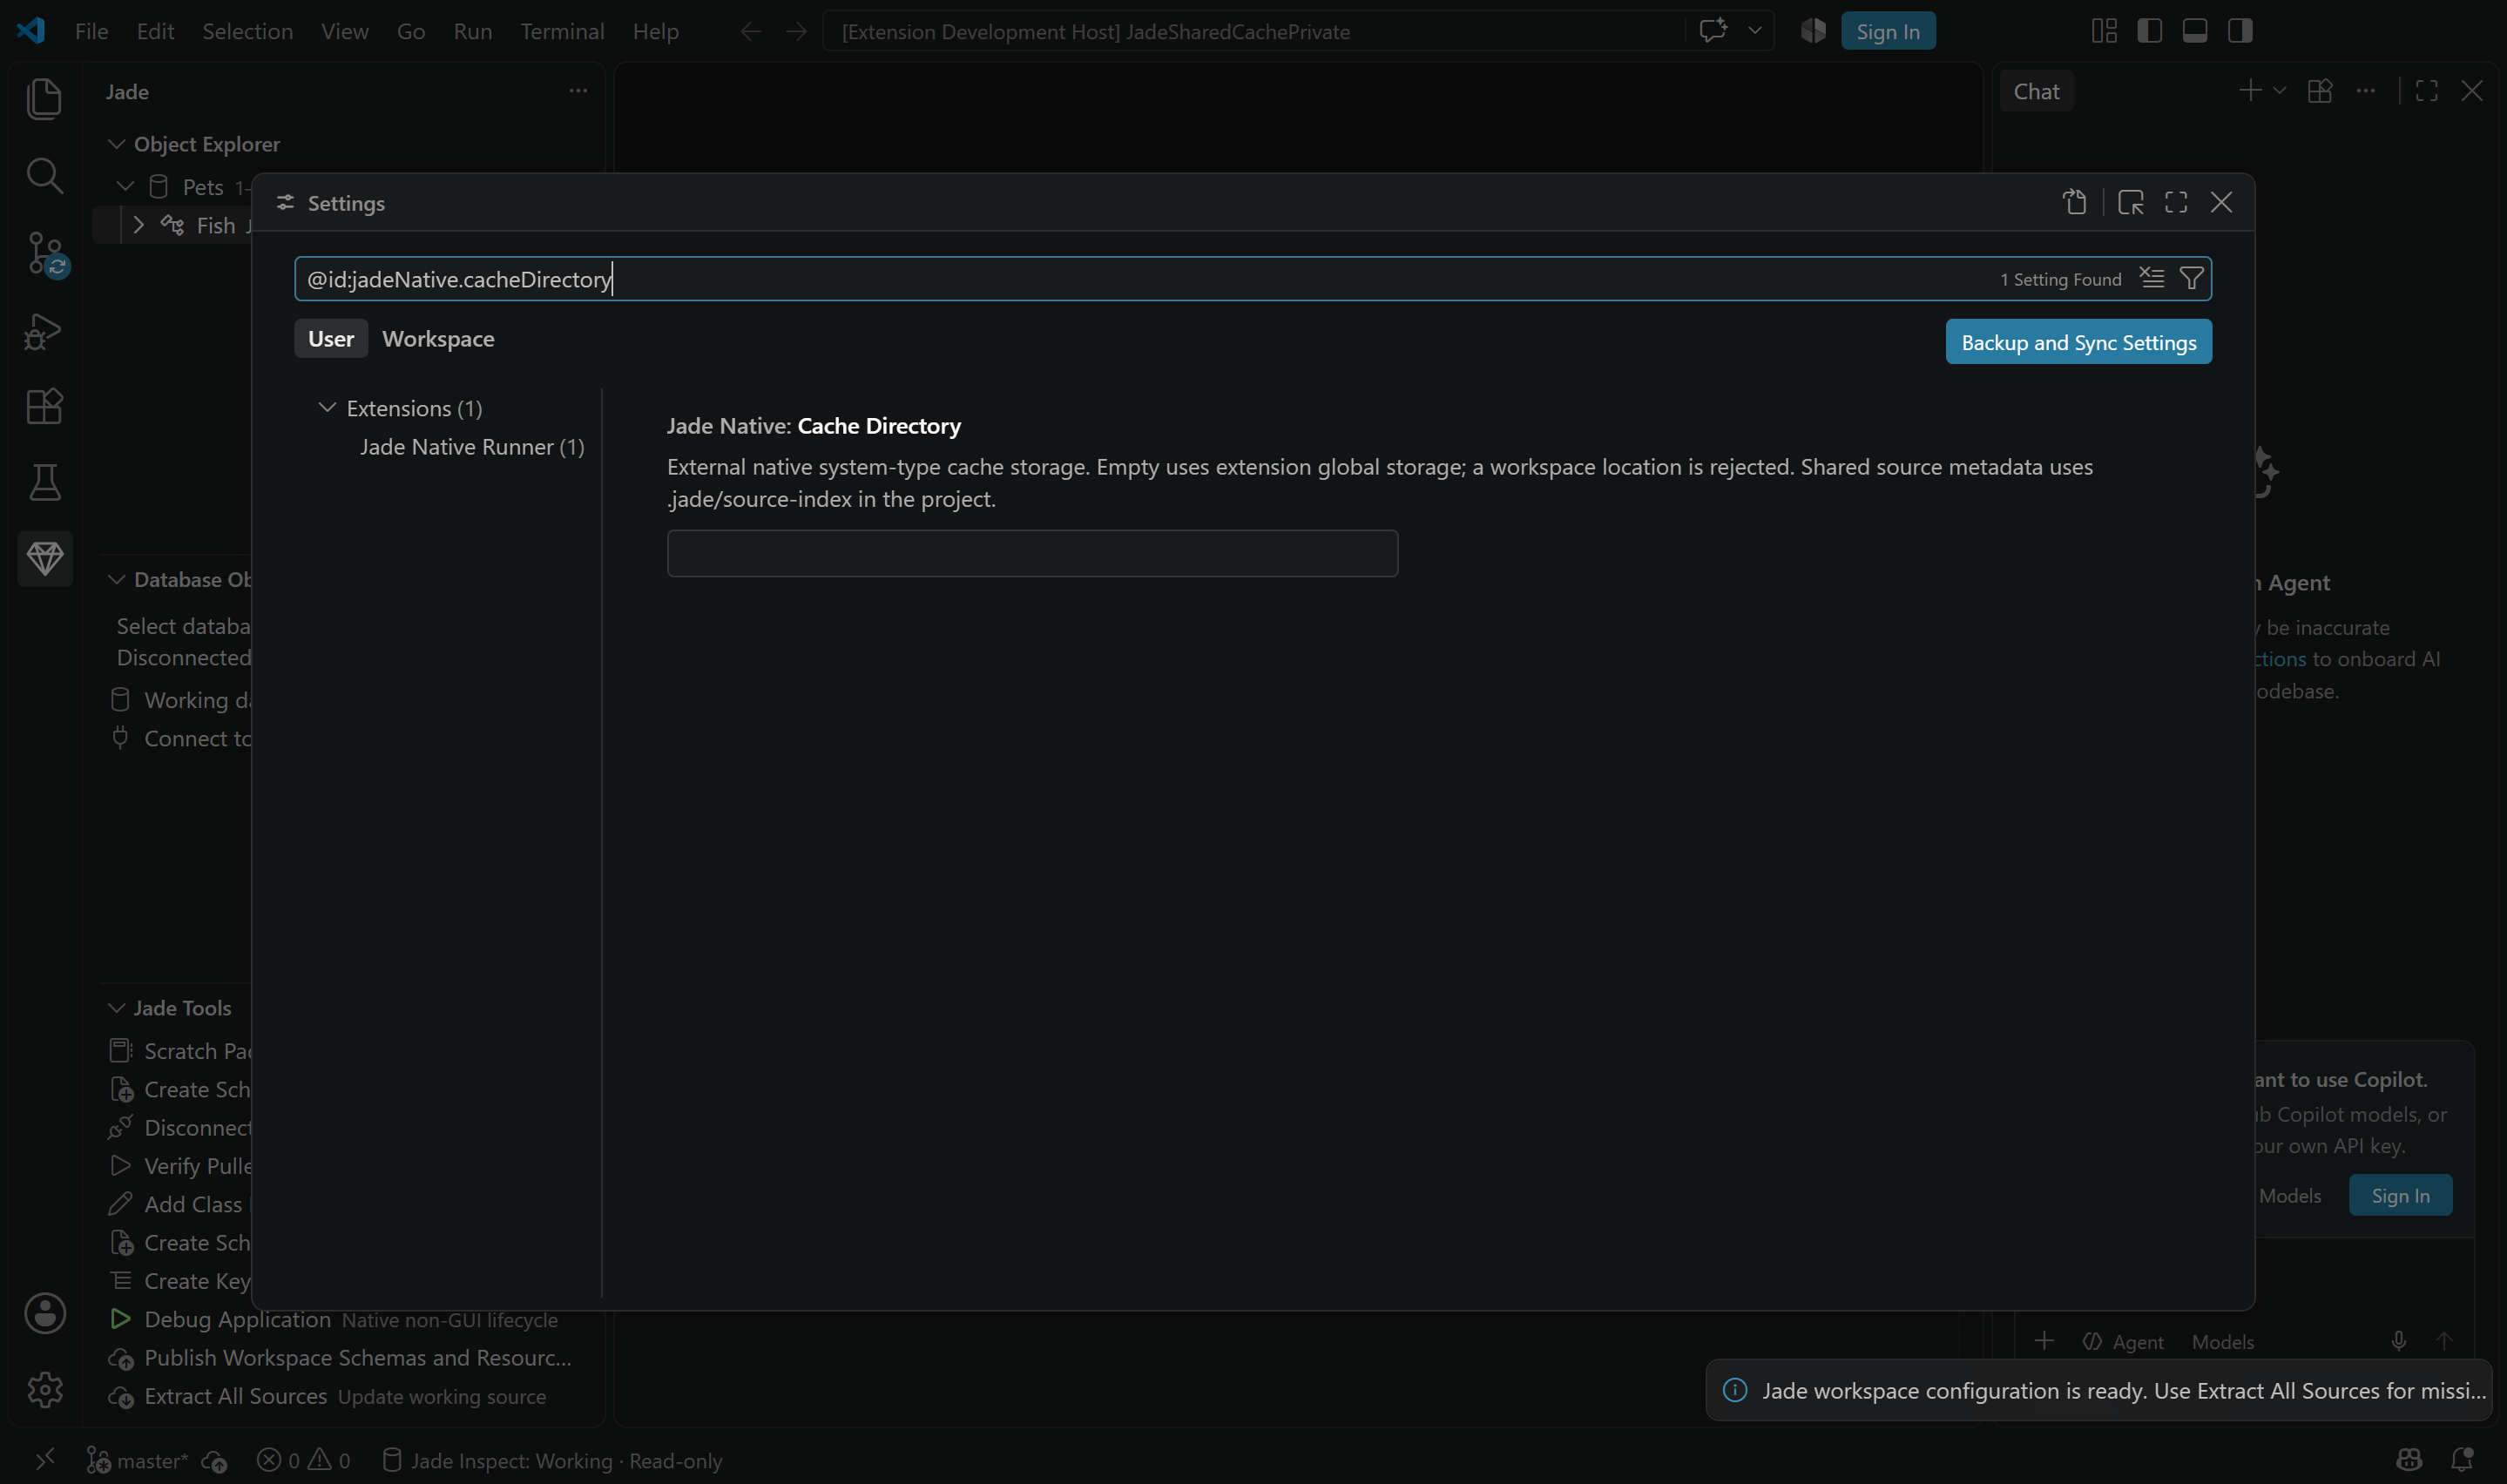 File Edit Selection View Go Run Terminal Help
[Extension Development Host] JadeSharedCachePrivate
Sign In
Jade
Object Explorer
Pets 1-
Fish J
Database Ob
Select databa
Disconnected
Working da
Connect to
Jade Tools
Scratch Pad
Create Sch
Disconnect
Verify Pulle
Add Class
Create Sch
Create Key
Debug Application Native non-GUI lifecycle
Publish Workspace Schemas and Resourc...
Extract All Sources Update working source
Settings
@id:jadeNative.cacheDirectory
1 Setting Found
User Workspace
Backup and Sync Settings
Extensions (1)
Jade Native Runner (1)
Jade Native: Cache Directory
External native system-type cache storage. Empty uses extension global storage; a workspace location is rejected. Shared source metadata uses
.jade/source-index in the project.
Chat
Agent
be inaccurate
ctions to onboard AI
odebase.
ant to use Copilot.
b Copilot models, or
our own API key.
Models Sign In
Agent Models
Jade workspace configuration is ready. Use Extract All Sources for missi...
master* 0 0 Jade Inspect: Working · Read-only